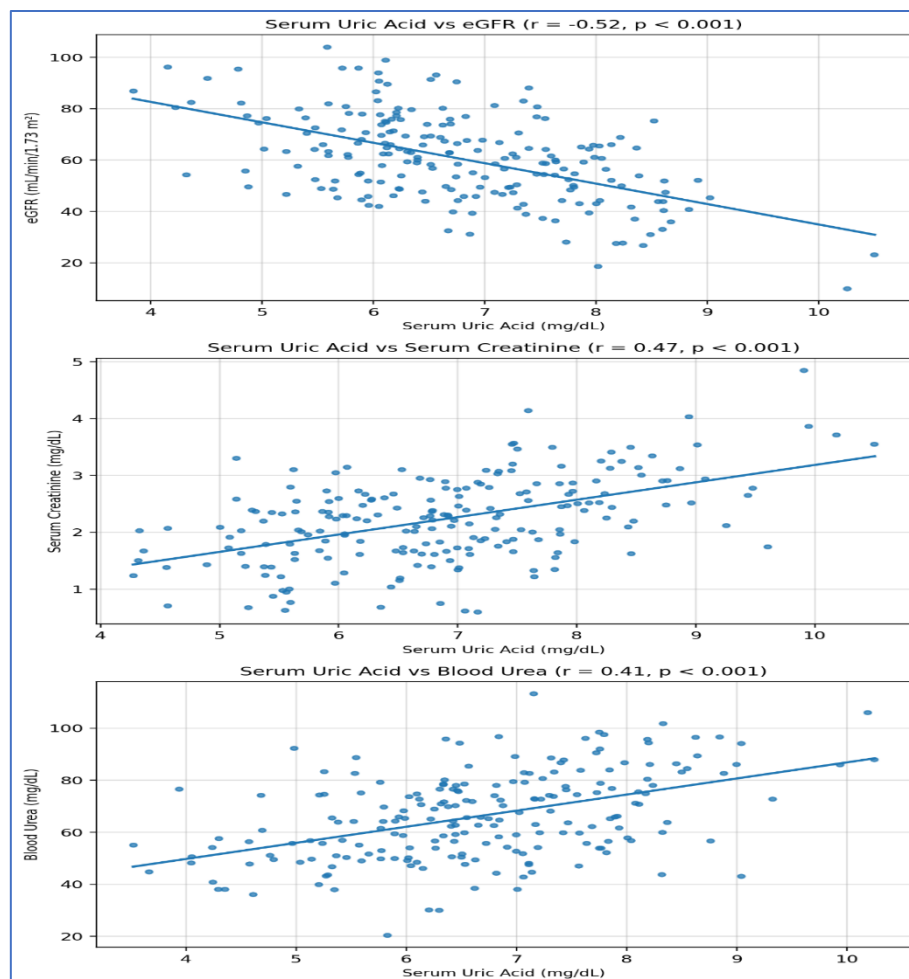 Serum Uric Acid vs eGFR (r = -0.52, p < 0.001)
eGFR (mL/min/1.73 m²)
100
80
60
40
20
4 5 6 7 8 9 10
Serum Uric Acid (mg/dL)
Serum Uric Acid vs Serum Creatinine (r = 0.47, p < 0.001)
Serum Creatinine (mg/dL)
5
4
3
2
1
4 5 6 7 8 9 10
Serum Uric Acid (mg/dL)
Serum Uric Acid vs Blood Urea (r = 0.41, p < 0.001)
Blood Urea (mg/dL)
100
80
60
40
20
4 5 6 7 8 9 10
Serum Uric Acid (mg/dL)